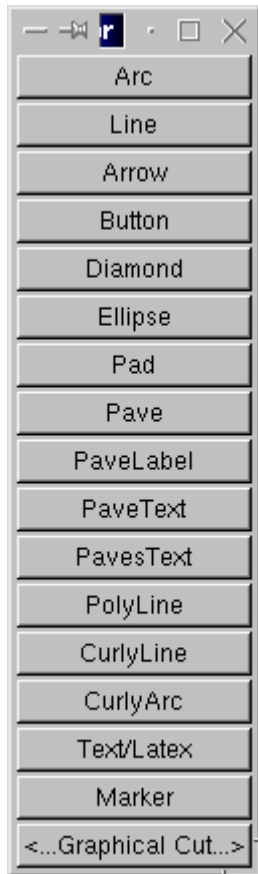 r
Arc
Line
Arrow
Button
Diamond
Ellipse
Pad
Pave
PaveLabel
PaveText
PavesText
PolyLine
CurlyLine
CurlyArc
Text/Latex
Marker
<...Graphical Cut...>